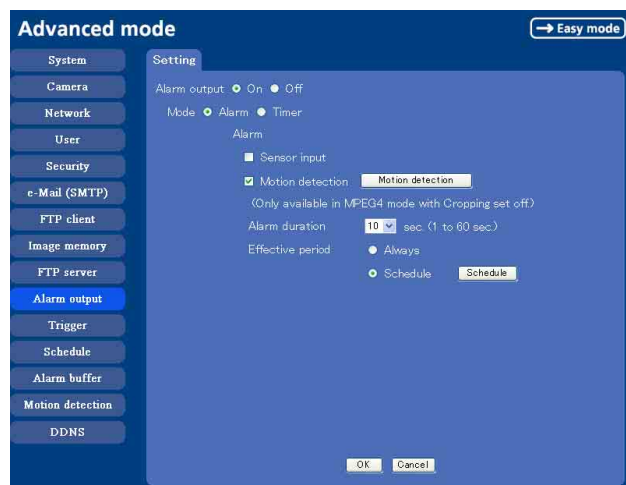 Advanced mode
→ Easy mode
System
Camera
Network
User
Security
e-Mail (SMTP)
FTP client
Image memory
FTP server
Alarm output
Trigger
Schedule
Alarm buffer
Motion detection
DDNS
Setting
Alarm output On Off
Mode Alarm Timer
Alarm
Sensor input
Motion detection Motion detection
(Only available in MPEG4 mode with Cropping set off.)
Alarm duration 10 sec. (1 to 60 sec.)
Effective period Always
Schedule Schedule
OK Cancel